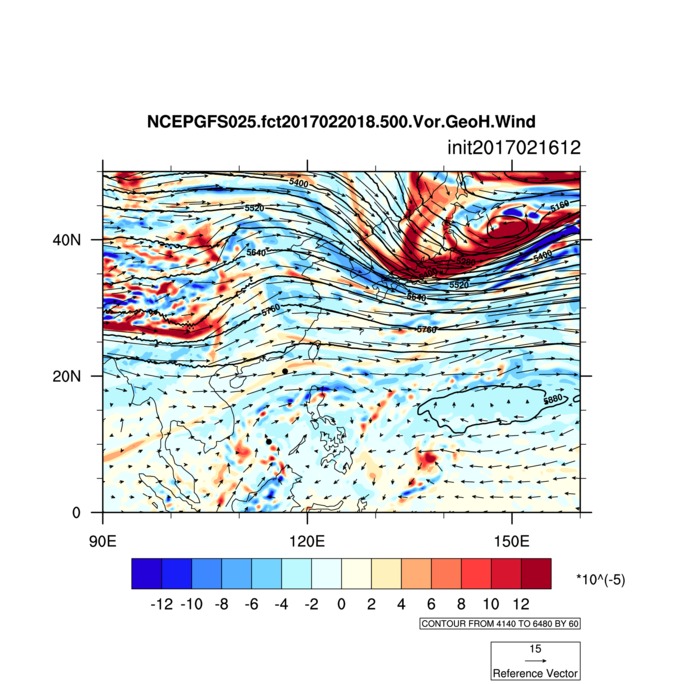 NCEPGFS025.fct2017022018.500.Vor.GeoH.Wind
init2017021612
5400
5160
5520
40N
5640
5400
5520
5640
5760
5760
20N
5880
0
90E 120E 150E
-12 -10 -8 -6 -4 -2 0 2 4 6 8 10 12
*10^(-5)
CONTOUR FROM 4140 TO 6480 BY 60
15
Reference Vector